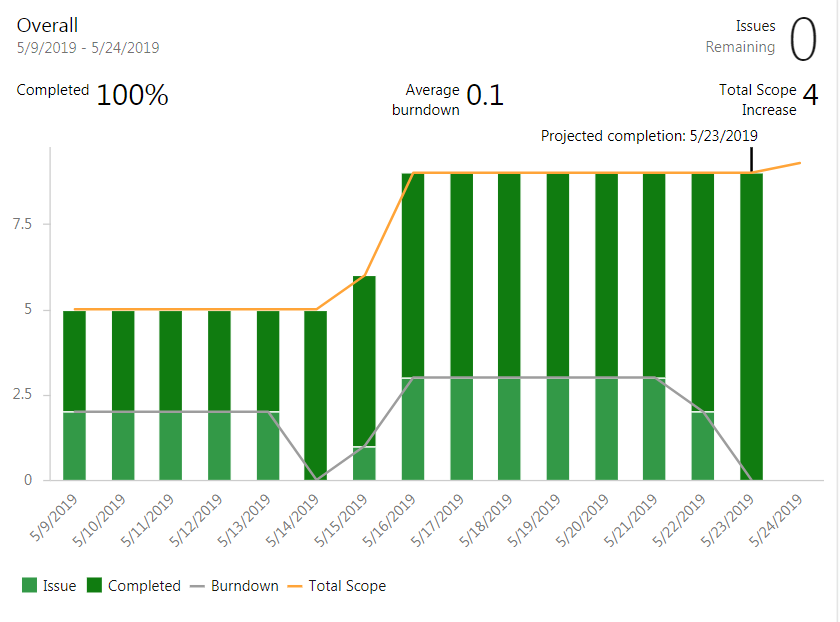 Overall
5/9/2019 - 5/24/2019
Issues
Remaining
0
Completed 100%
Average
burndown
0.1
Total Scope
Increase
4
Projected completion: 5/23/2019
7.5
5
2.5
0
5/9/2019
5/10/2019
5/11/2019
5/12/2019
5/13/2019
5/14/2019
5/15/2019
5/16/2019
5/17/2019
5/18/2019
5/19/2019
5/20/2019
5/21/2019
5/22/2019
5/23/2019
5/24/2019
Issue Completed Burndown Total Scope